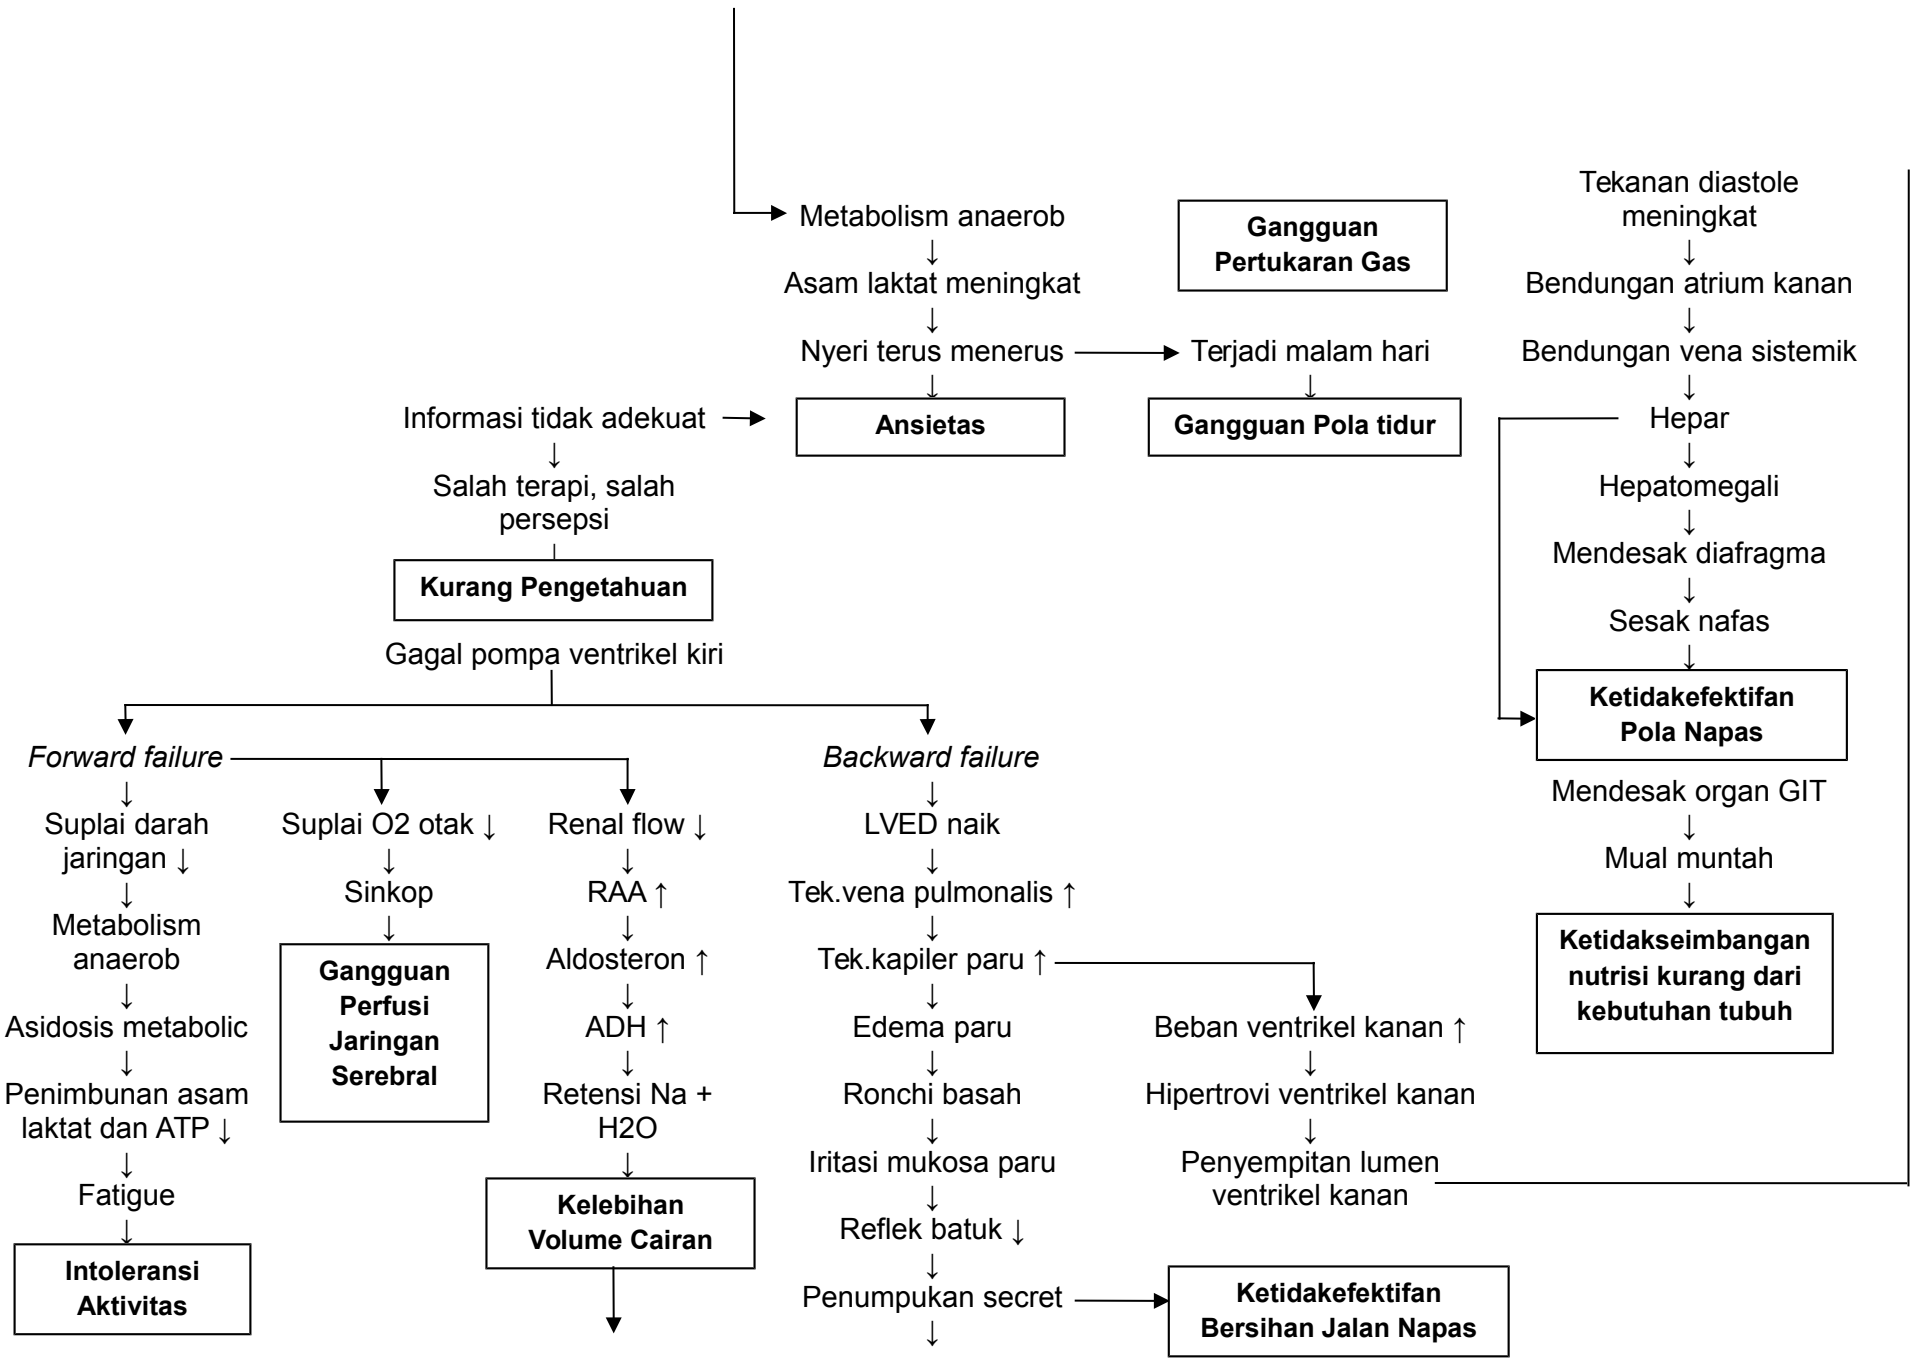 Metabolism anaerob
↓
Asam laktat meningkat
↓
Nyeri terus menerus
↓
Ansietas
Gangguan
Pertukaran Gas
Terjadi malam hari
↓
Gangguan Pola tidur
Informasi tidak adekuat
↓
Salah terapi, salah
persepsi
Kurang Pengetahuan
Tekanan diastole
meningkat
↓
Bendungan atrium kanan
↓
Bendungan vena sistemik
↓
Hepar
↓
Hepatomegali
↓
Mendesak diafragma
↓
Sesak nafas
↓
Ketidakefektifan
Pola Napas
Mendesak organ GIT
↓
Mual muntah
↓
Ketidakseimbangan
nutrisi kurang dari
kebutuhan tubuh
Gagal pompa ventrikel kiri
Forward failure
↓
Suplai darah
jaringan ↓
↓
Metabolism
anaerob
↓
Asidosis metabolic
↓
Penimbunan asam
laktat dan ATP ↓
↓
Fatigue
↓
Intoleransi
Aktivitas
Suplai O2 otak ↓
↓
Sinkop
↓
Gangguan
Perfusi
Jaringan
Serebral
Renal flow ↓
↓
RAA ↑
↓
Aldosteron ↑
↓
ADH ↑
↓
Retensi Na +
H2O
↓
Kelebihan
Volume Cairan
Backward failure
↓
LVED naik
↓
Tek.vena pulmonalis ↑
↓
Tek.kapiler paru ↑
↓
Edema paru
↓
Ronchi basah
↓
Iritasi mukosa paru
↓
Reflek batuk ↓
↓
Penumpukan secret
↓
Beban ventrikel kanan ↑
↓
Hipertrovi ventrikel kanan
↓
Penyempitan lumen
ventrikel kanan
Ketidakefektifan
Bersihan Jalan Napas